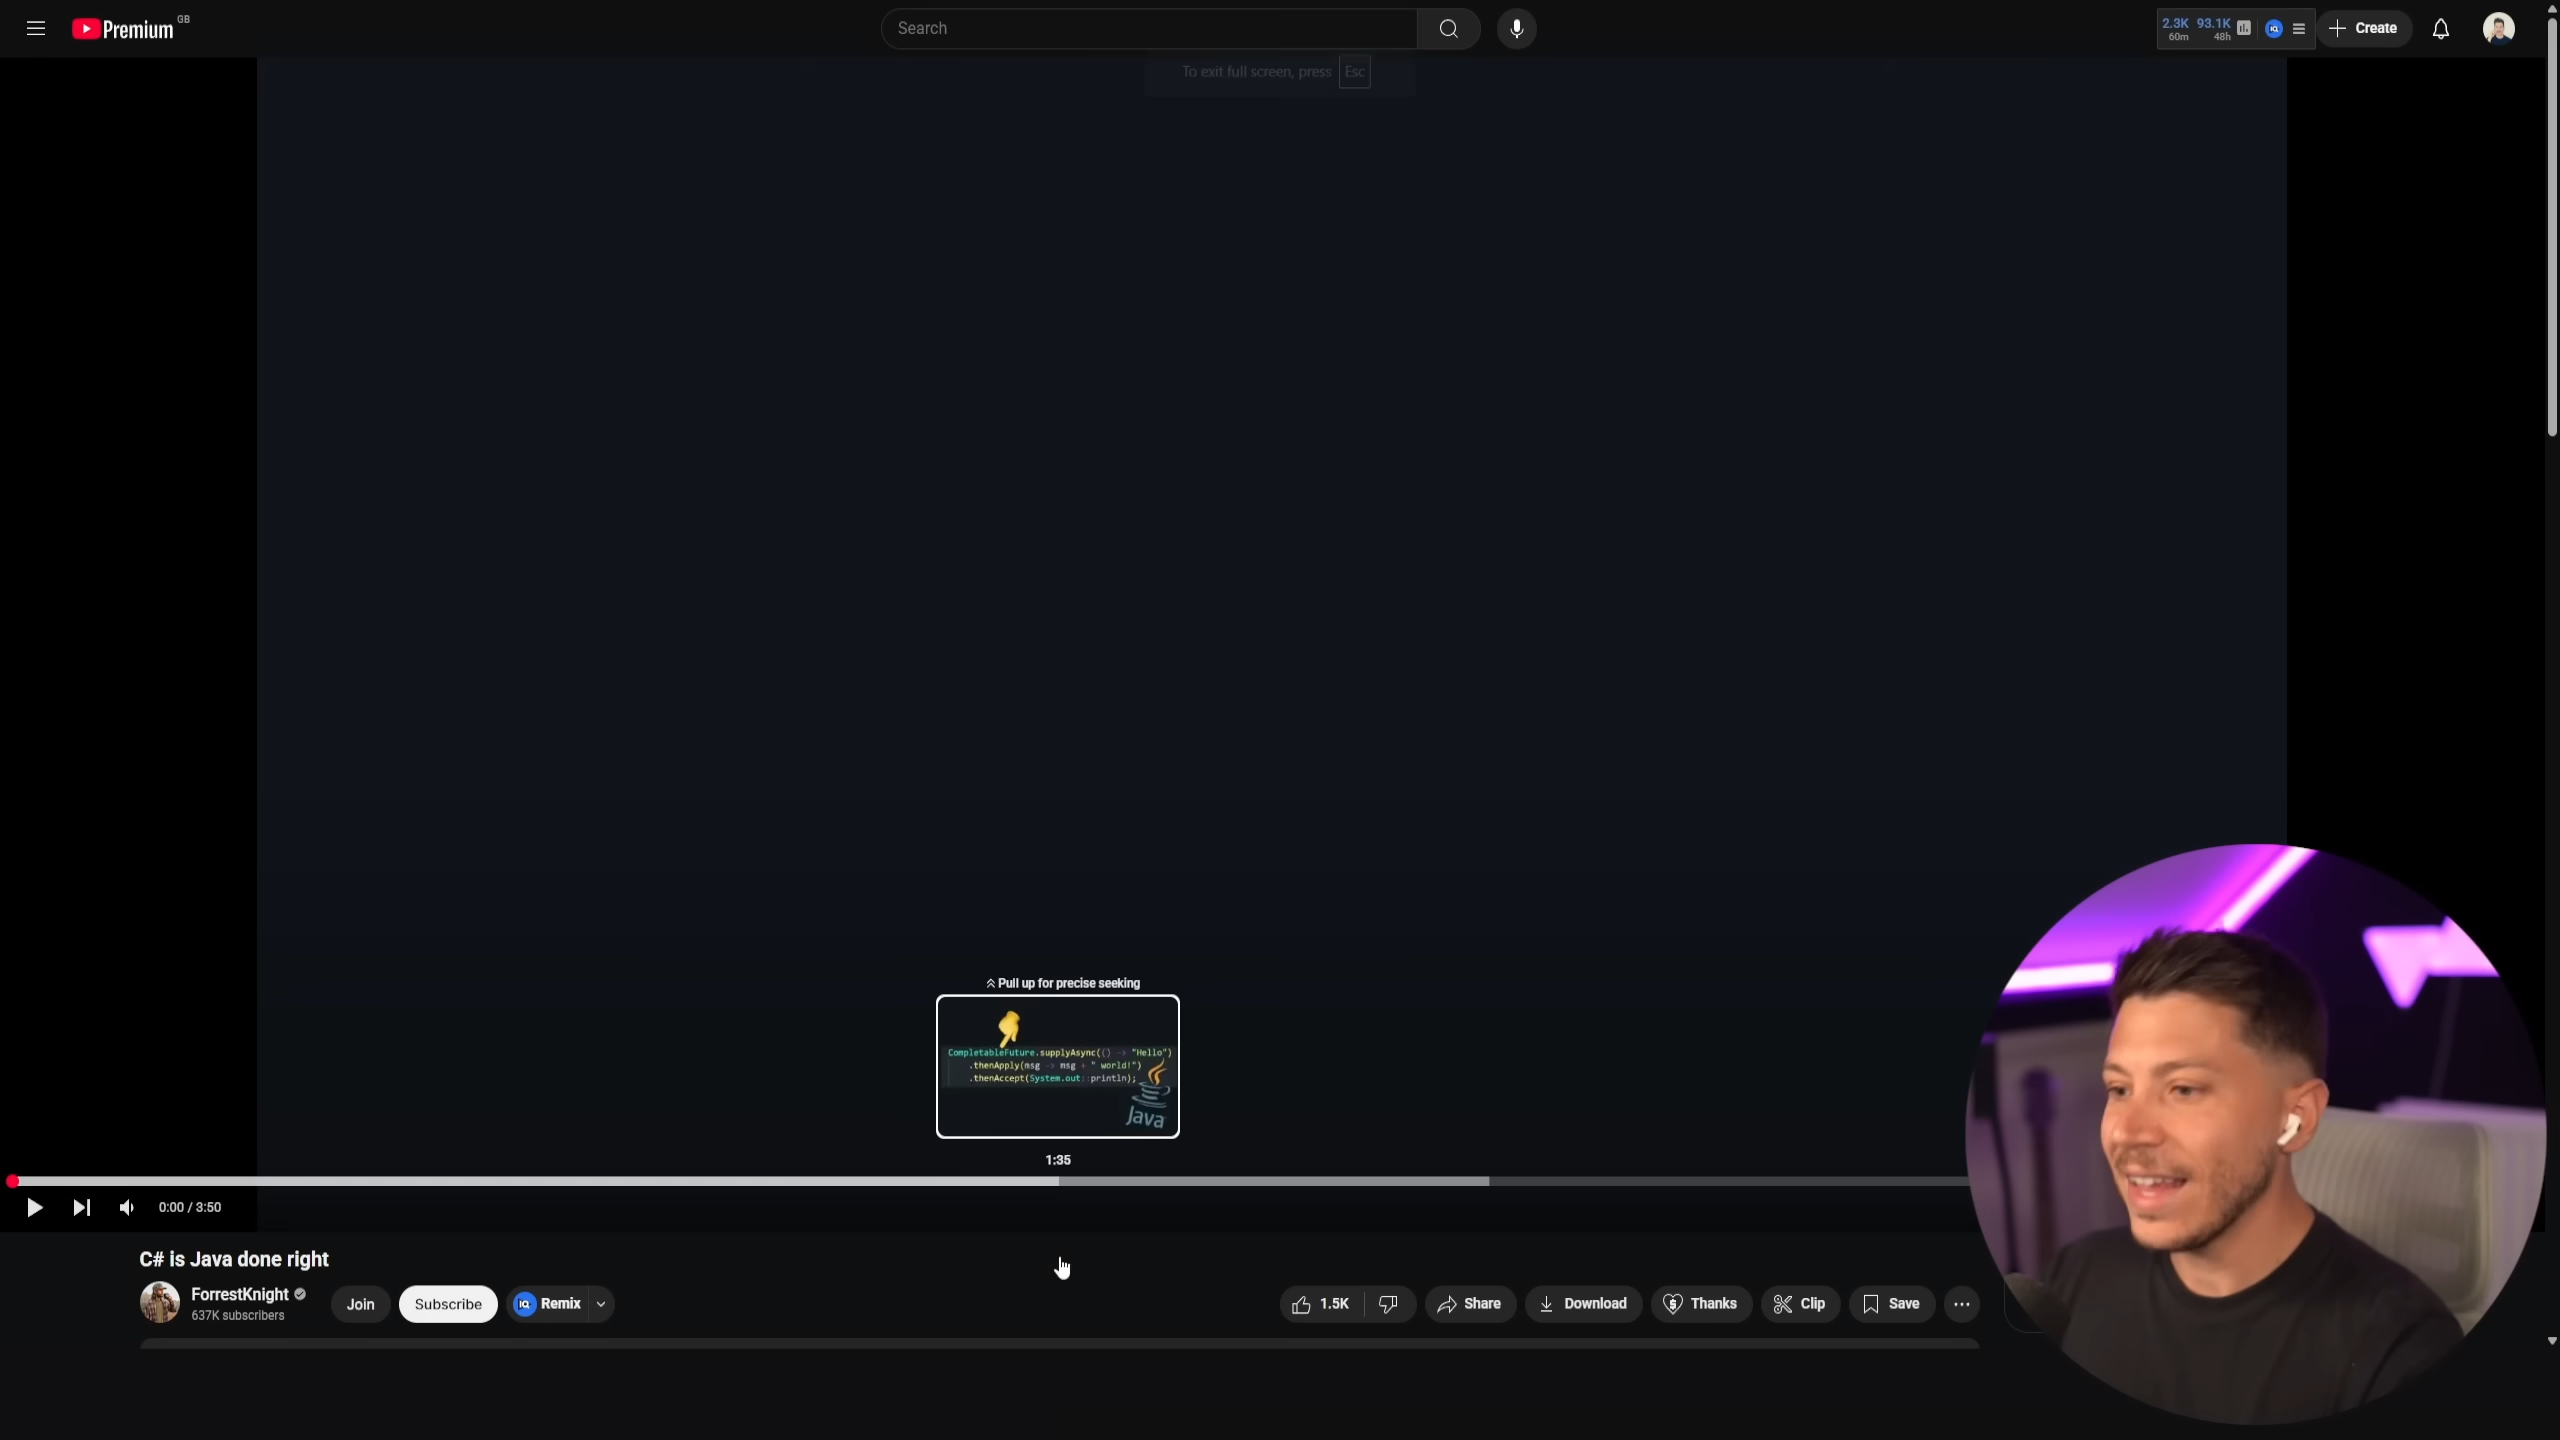 Premium GB
Search
2.3K 93.1K
60m 48h
IQ
Create
To exit full screen, press Esc
Pull up for precise seeking
CompletableFuture.supplyAsync(() -> "Hello")
.thenApply(msg -> msg + " world!")
.thenAccept(System.out::println);
Java
1:35
0:00 / 3:50
C# is Java done right
ForrestKnight
637K subscribers
Join
Subscribe
IQ Remix
1.5K
Share
Download
Thanks
Clip
Save